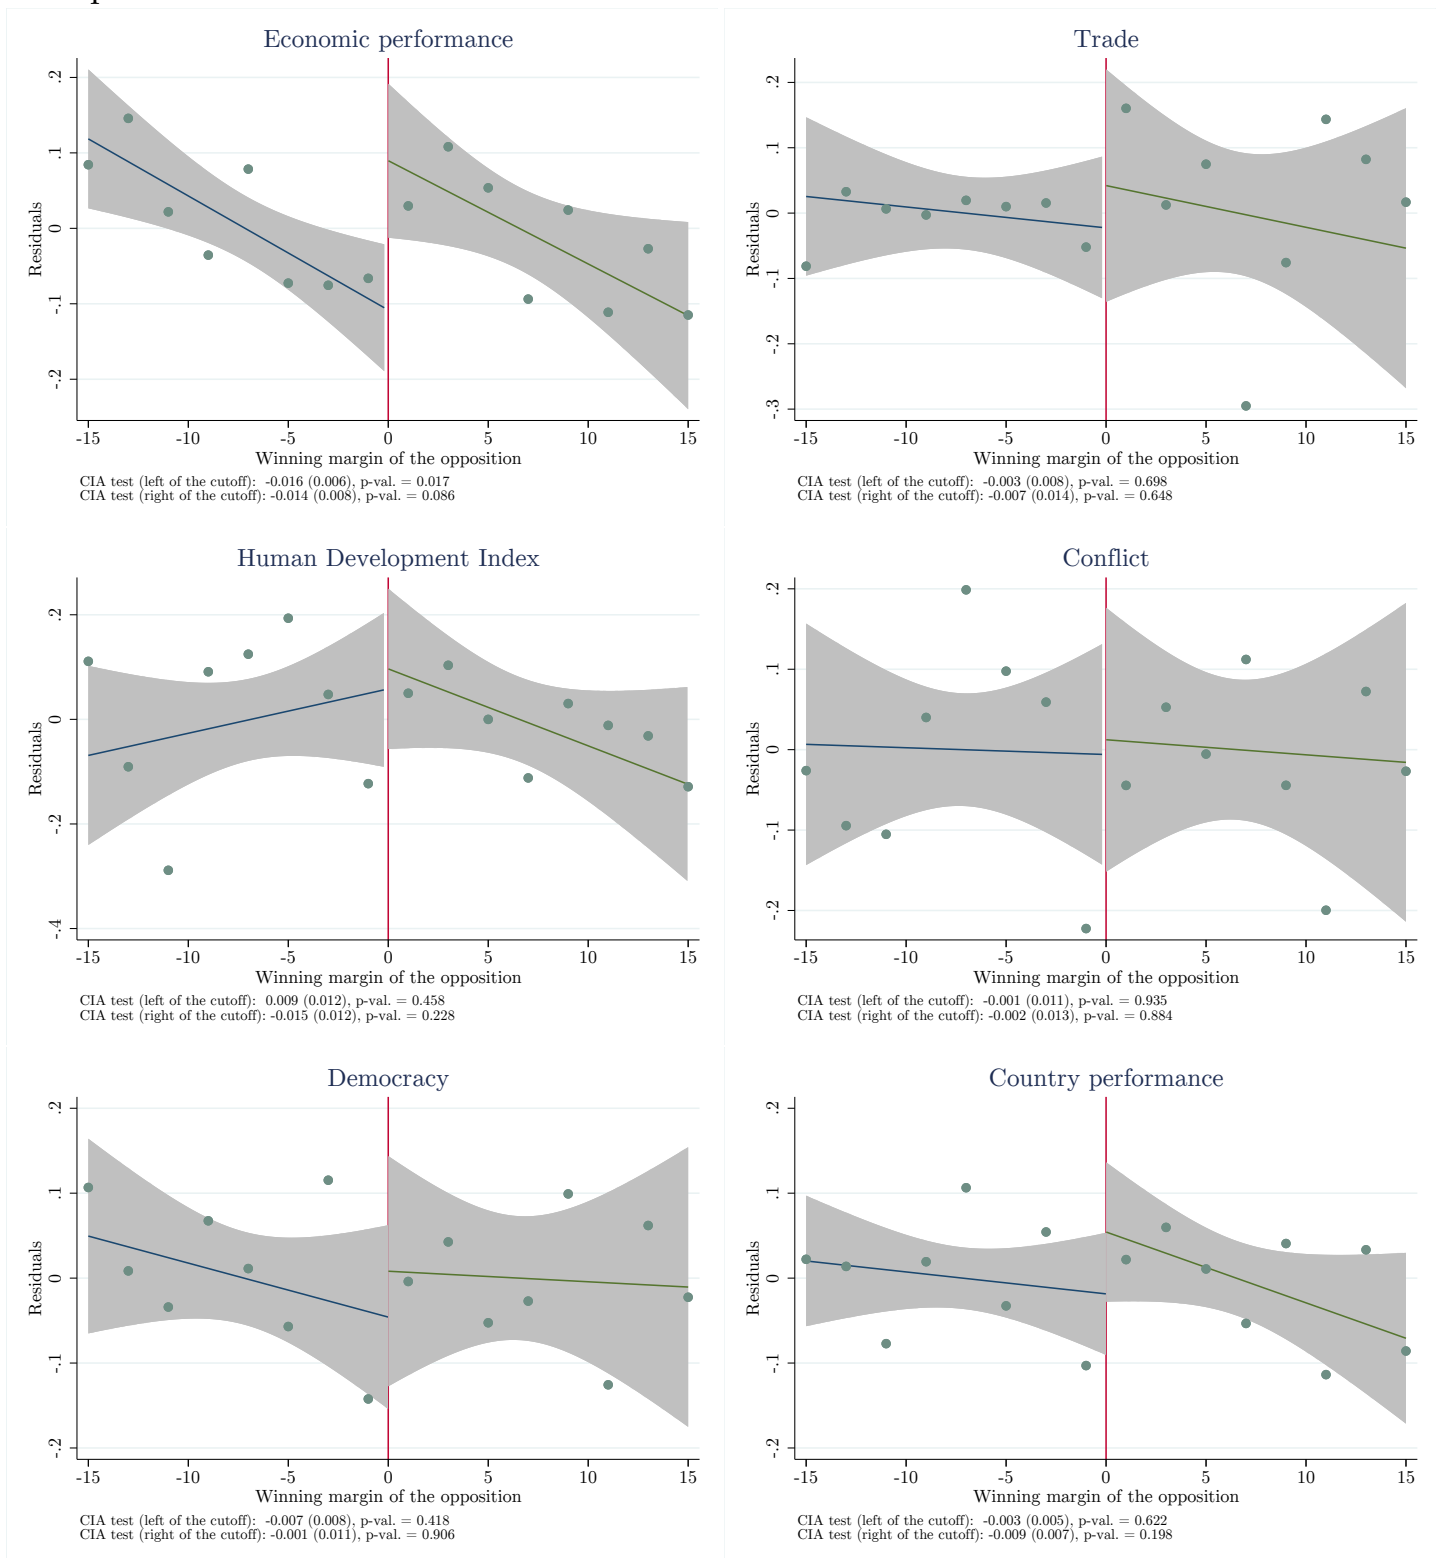 Economic performance
Residuals
.2
.1
0
-.1
-.2
-15 -10 -5 0 5 10 15
Winning margin of the opposition
CIA test (left of the cutoff): -0.016 (0.006), p-val. = 0.017
CIA test (right of the cutoff): -0.014 (0.008), p-val. = 0.086
Trade
Residuals
.2
.1
0
-.1
-.2
-.3
-15 -10 -5 0 5 10 15
Winning margin of the opposition
CIA test (left of the cutoff): -0.003 (0.008), p-val. = 0.698
CIA test (right of the cutoff): -0.007 (0.014), p-val. = 0.648
Human Development Index
Residuals
.2
0
-.2
-.4
-15 -10 -5 0 5 10 15
Winning margin of the opposition
CIA test (left of the cutoff): 0.009 (0.012), p-val. = 0.458
CIA test (right of the cutoff): -0.015 (0.012), p-val. = 0.228
Conflict
Residuals
.2
.1
0
-.1
-.2
-15 -10 -5 0 5 10 15
Winning margin of the opposition
CIA test (left of the cutoff): -0.001 (0.011), p-val. = 0.935
CIA test (right of the cutoff): -0.002 (0.013), p-val. = 0.884
Democracy
Residuals
.2
.1
0
-.1
-.2
-15 -10 -5 0 5 10 15
Winning margin of the opposition
CIA test (left of the cutoff): -0.007 (0.008), p-val. = 0.418
CIA test (right of the cutoff): -0.001 (0.011), p-val. = 0.906
Country performance
Residuals
.2
.1
0
-.1
-.2
-15 -10 -5 0 5 10 15
Winning margin of the opposition
CIA test (left of the cutoff): -0.003 (0.005), p-val. = 0.622
CIA test (right of the cutoff): -0.009 (0.007), p-val. = 0.198